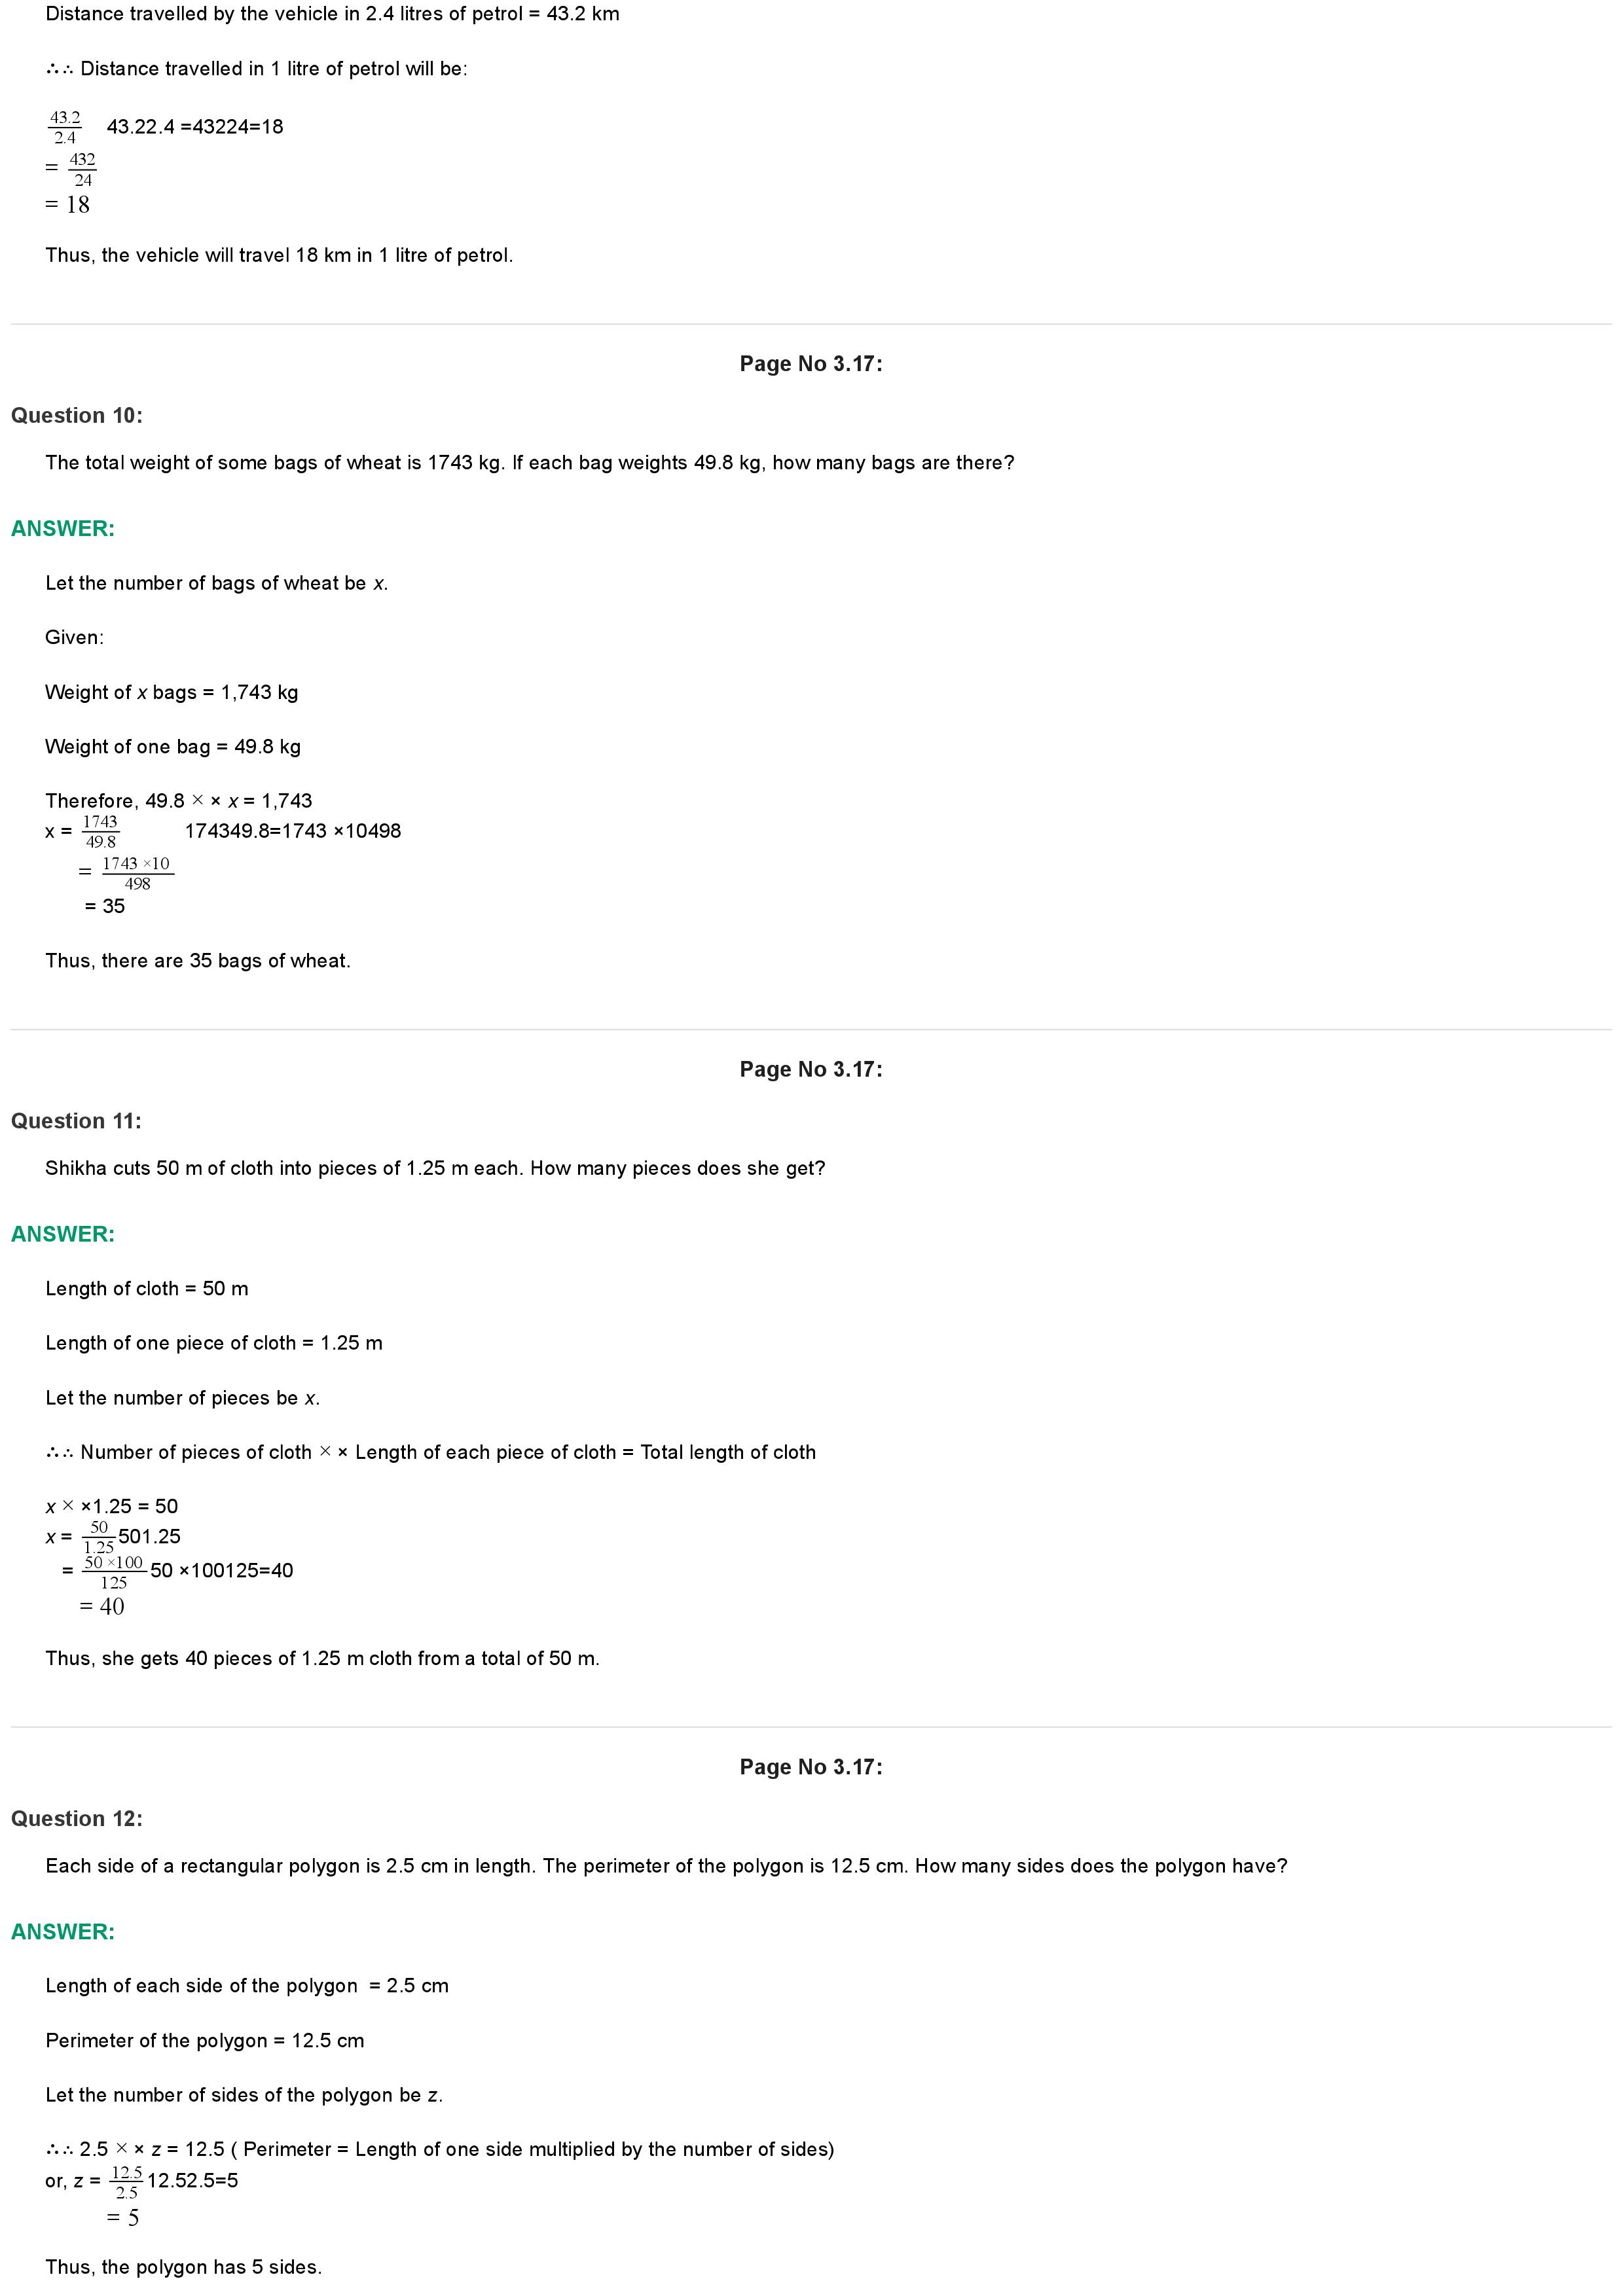 Distance travelled by the vehicle in 2.4 litres of petrol = 43.2 km
∴ ∴ Distance travelled in 1 litre of petrol will be:
43.2/2.4 43.22.4 =43224=18
= 432/24
= 18
Thus, the vehicle will travel 18 km in 1 litre of petrol.
Page No 3.17:
Question 10:
The total weight of some bags of wheat is 1743 kg. If each bag weights 49.8 kg, how many bags are there?
ANSWER:
Let the number of bags of wheat be x.
Given:
Weight of x bags = 1,743 kg
Weight of one bag = 49.8 kg
Therefore, 49.8 × × x = 1,743
x = 1743/49.8 174349.8=1743 ×10498
= 1743 ×10/498
= 35
Thus, there are 35 bags of wheat.
Page No 3.17:
Question 11:
Shikha cuts 50 m of cloth into pieces of 1.25 m each. How many pieces does she get?
ANSWER:
Length of cloth = 50 m
Length of one piece of cloth = 1.25 m
Let the number of pieces be x.
∴ ∴ Number of pieces of cloth × × Length of each piece of cloth = Total length of cloth
x × ×1.25 = 50
x = 50/1.25 501.25
= 50 ×100/125 50 ×100125=40
= 40
Thus, she gets 40 pieces of 1.25 m cloth from a total of 50 m.
Page No 3.17:
Question 12:
Each side of a rectangular polygon is 2.5 cm in length. The perimeter of the polygon is 12.5 cm. How many sides does the polygon have?
ANSWER:
Length of each side of the polygon = 2.5 cm
Perimeter of the polygon = 12.5 cm
Let the number of sides of the polygon be z.
∴ ∴ 2.5 × × z = 12.5 ( Perimeter = Length of one side multiplied by the number of sides)
or, z = 12.5/2.5 12.52.5=5
= 5
Thus, the polygon has 5 sides.